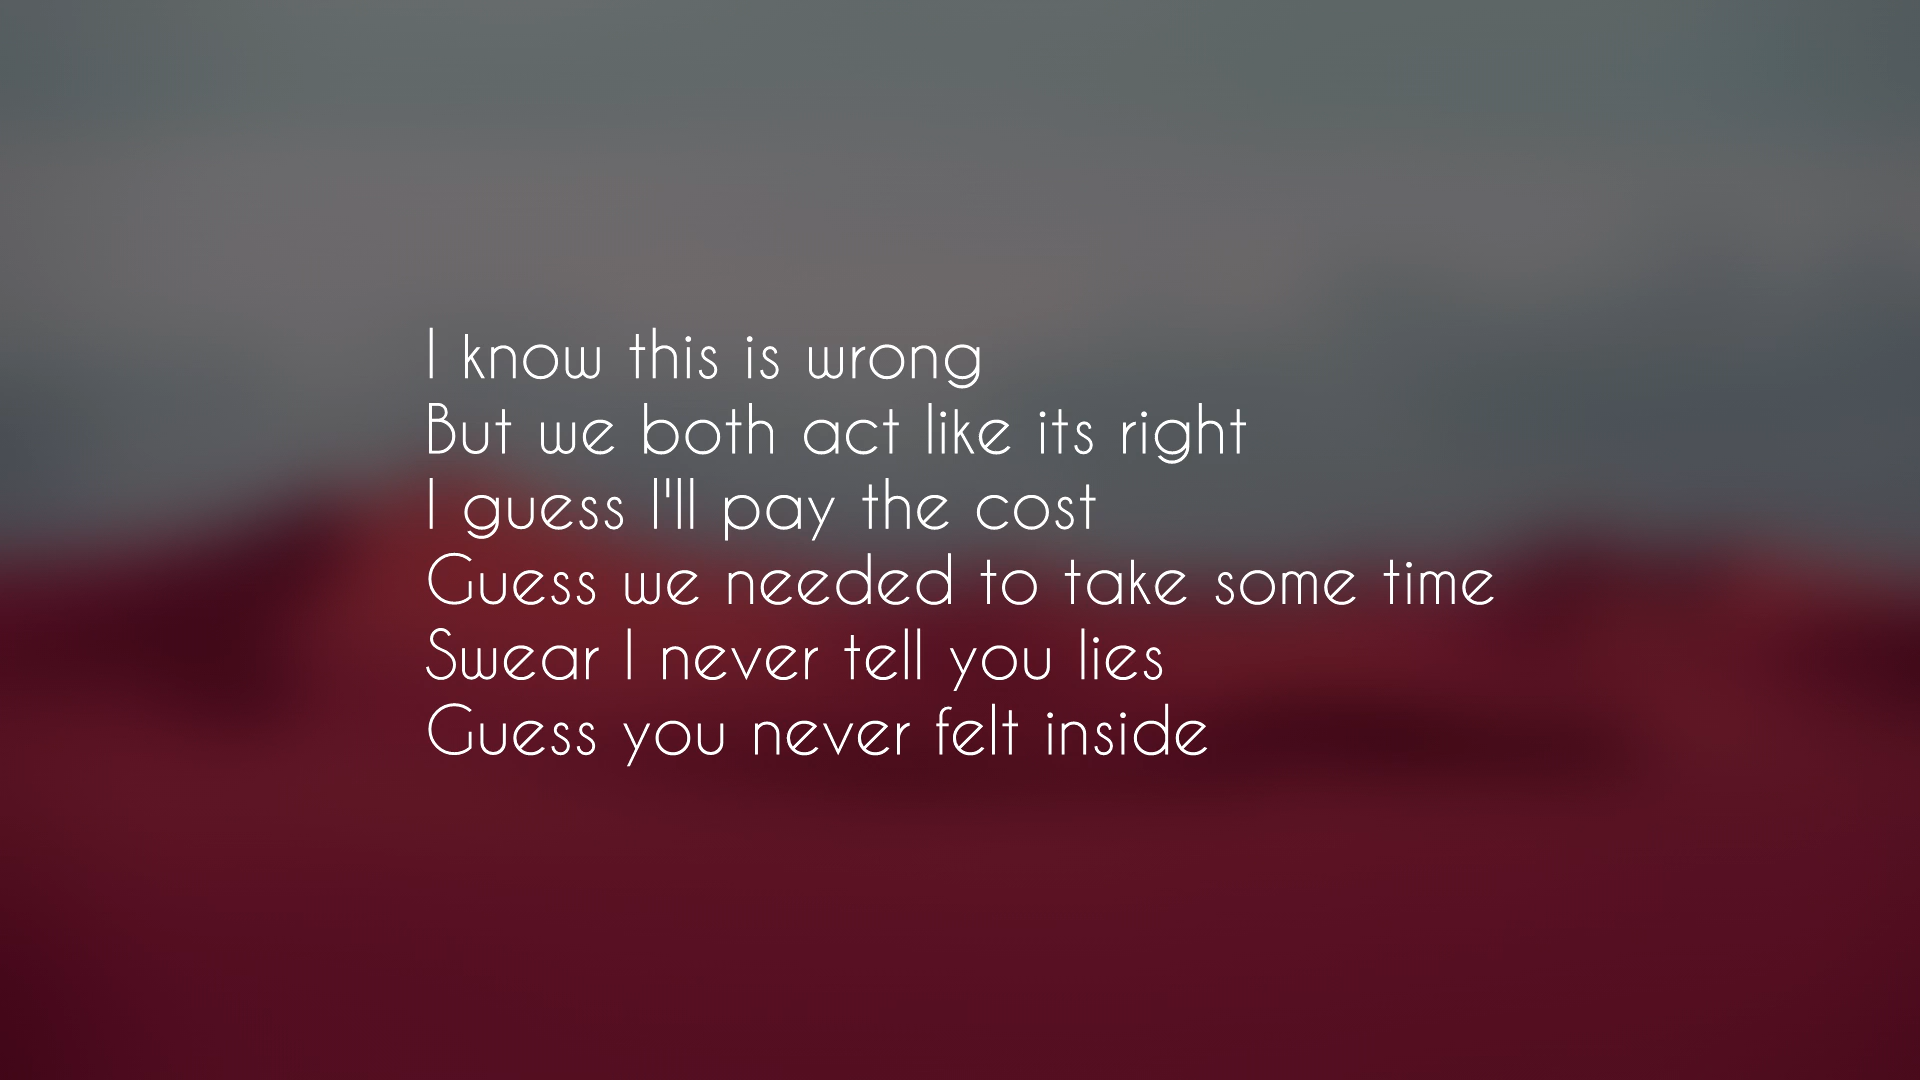 I know this is wrong
But we both act like its right
I guess I'll pay the cost
Guess we needed to take some time
Swear I never tell you lies
Guess you never felt inside